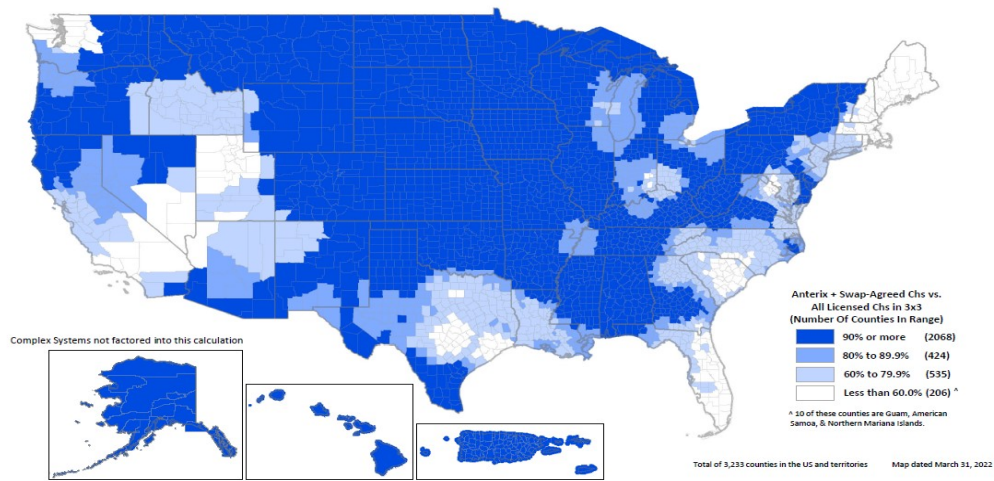 Anterix + Swap-Agreed Chs vs.
All Licensed Chs in 3x3
(Number Of Counties In Range)
90% or more (2068)
80% to 89.9% (424)
60% to 79.9% (535)
Less than 60.0% (206) ^
^ 10 of these counties are Guam, American
Samoa, & Northern Mariana Islands.
Complex Systems not factored into this calculation
Total of 3,233 counties in the US and territories Map dated March 31, 2022